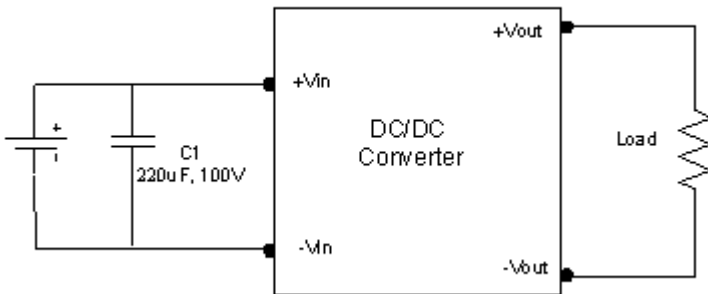 +Vout
+Vin
+
-
DC/DC
Converter
Load
C1
220uF, 100V
-Vin
-Vout